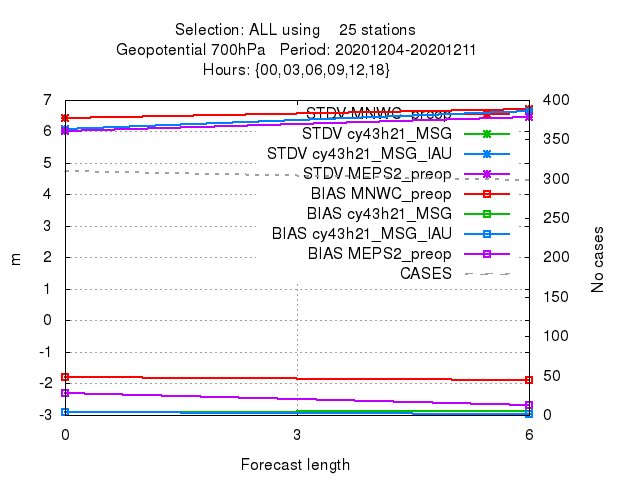 Selection: ALL using    25 stations
Geopotential 700hPa   Period: 20201204-20201211
Hours: {00,03,06,09,12,18}
7
6
5
4
3
2
1
0
-1
-2
-3
m
STDV MNWC_preop
STDV cy43h21_MSG
STDV cy43h21_MSG_IAU
STDV MEPS2_preop
BIAS MNWC_preop
BIAS cy43h21_MSG
BIAS cy43h21_MSG_IAU
BIAS MEPS2_preop
CASES
400
350
300
250
200
150
100
50
0
No cases
0 3 6
Forecast length